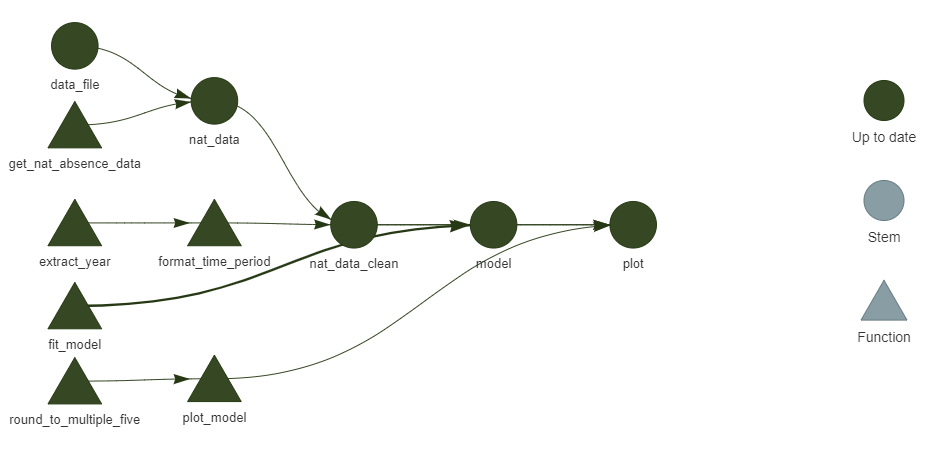 data_file
get_nat_absence_data
nat_data
extract_year
format_time_period
nat_data_clean
model
plot
fit_model
round_to_multiple_five
plot_model
Up to date
Stem
Function